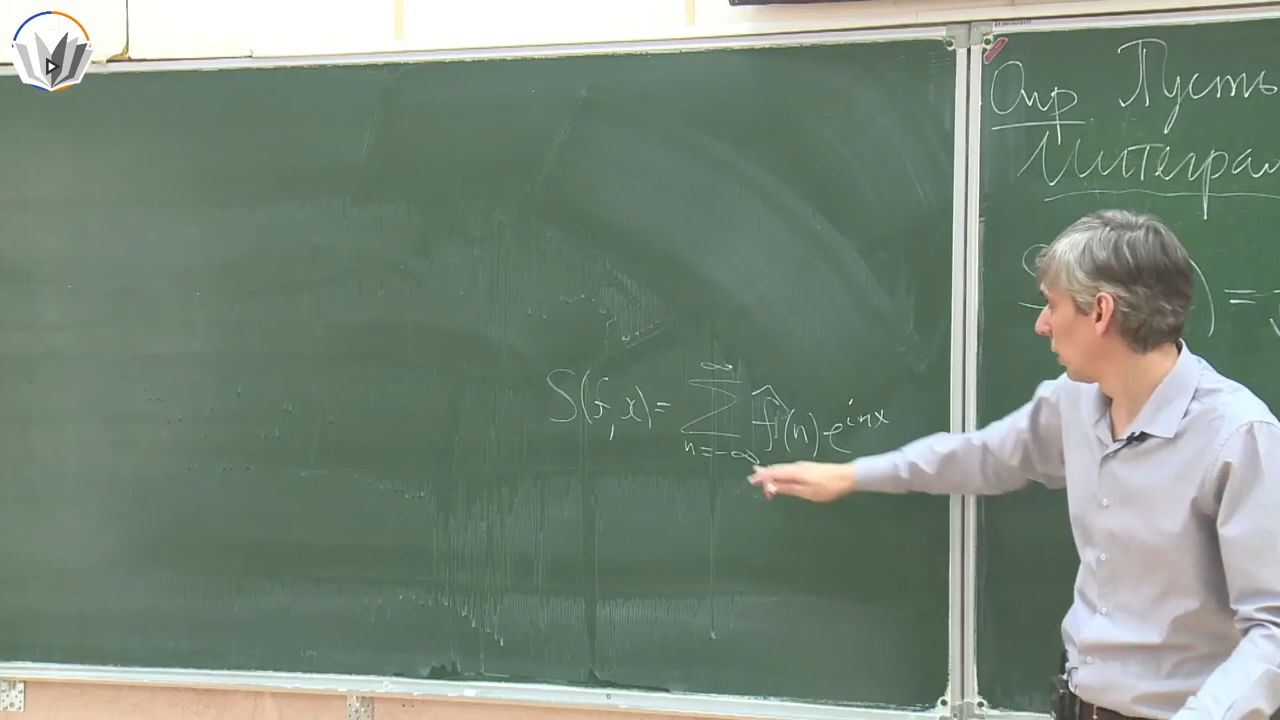 S(f,x)= ∑_{n=-∞}^{∞} f̂(n)·e^{inx}
Опр Пусть
Интеграл
) =